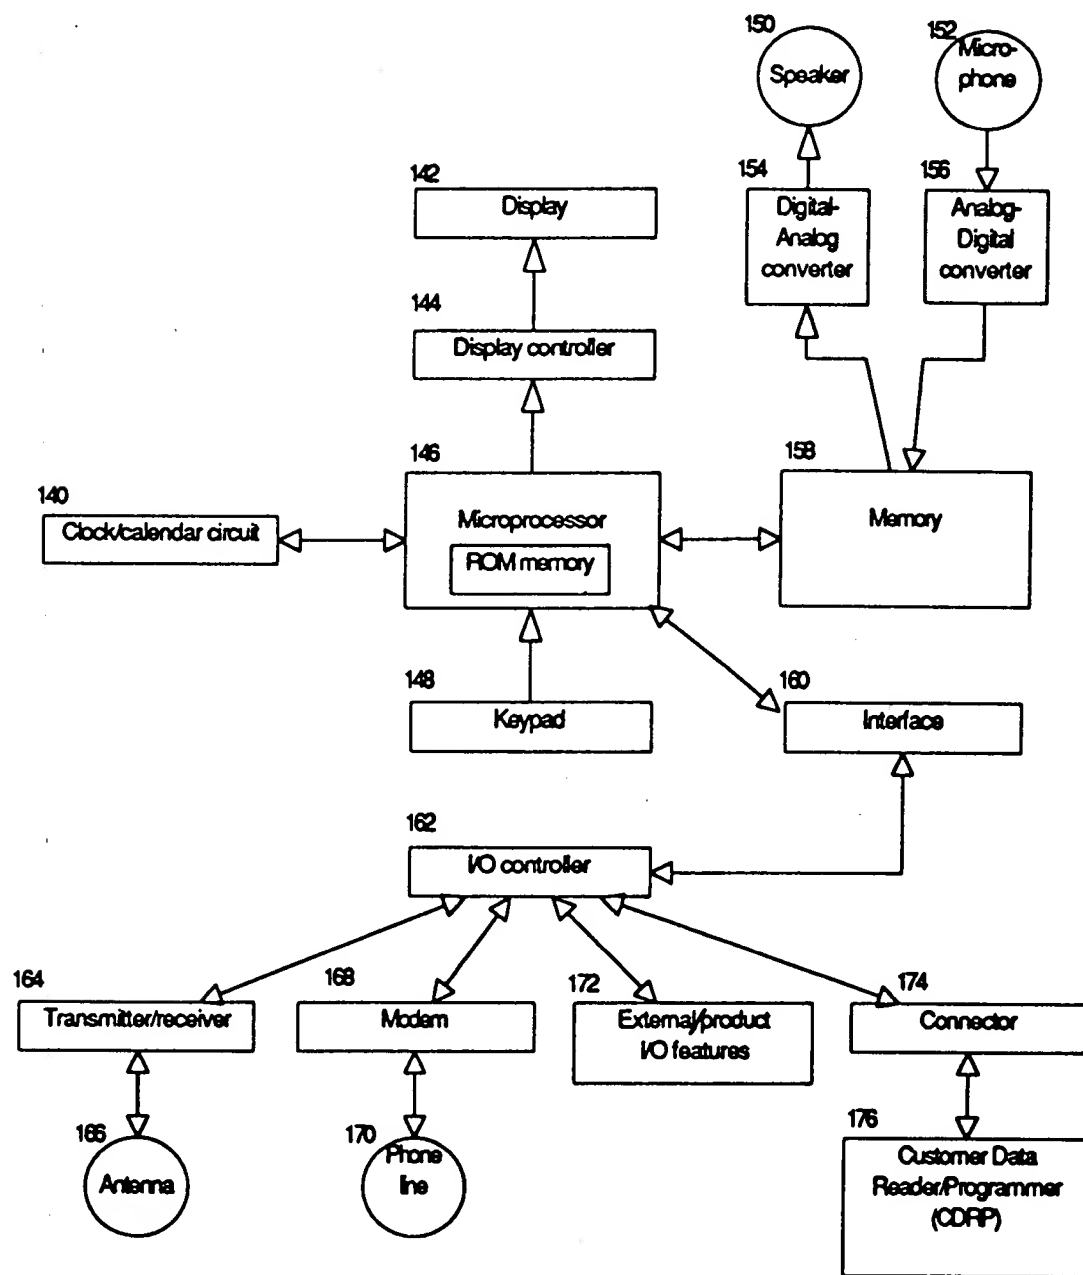 150
Speaker
152
Micro-
phone
142
Display
154
Digital-
Analog
converter
156
Analog-
Digital
converter
144
Display controller
146
Microprocessor
ROM memory
158
Memory
140
Clock/calendar circuit
148
Keypad
160
Interface
162
I/O controller
164
Transmitter/receiver
168
Modem
172
External/product
I/O features
174
Connector
166
Antenna
170
Phone
line
176
Customer Data
Reader/Programmer
(CDRP)